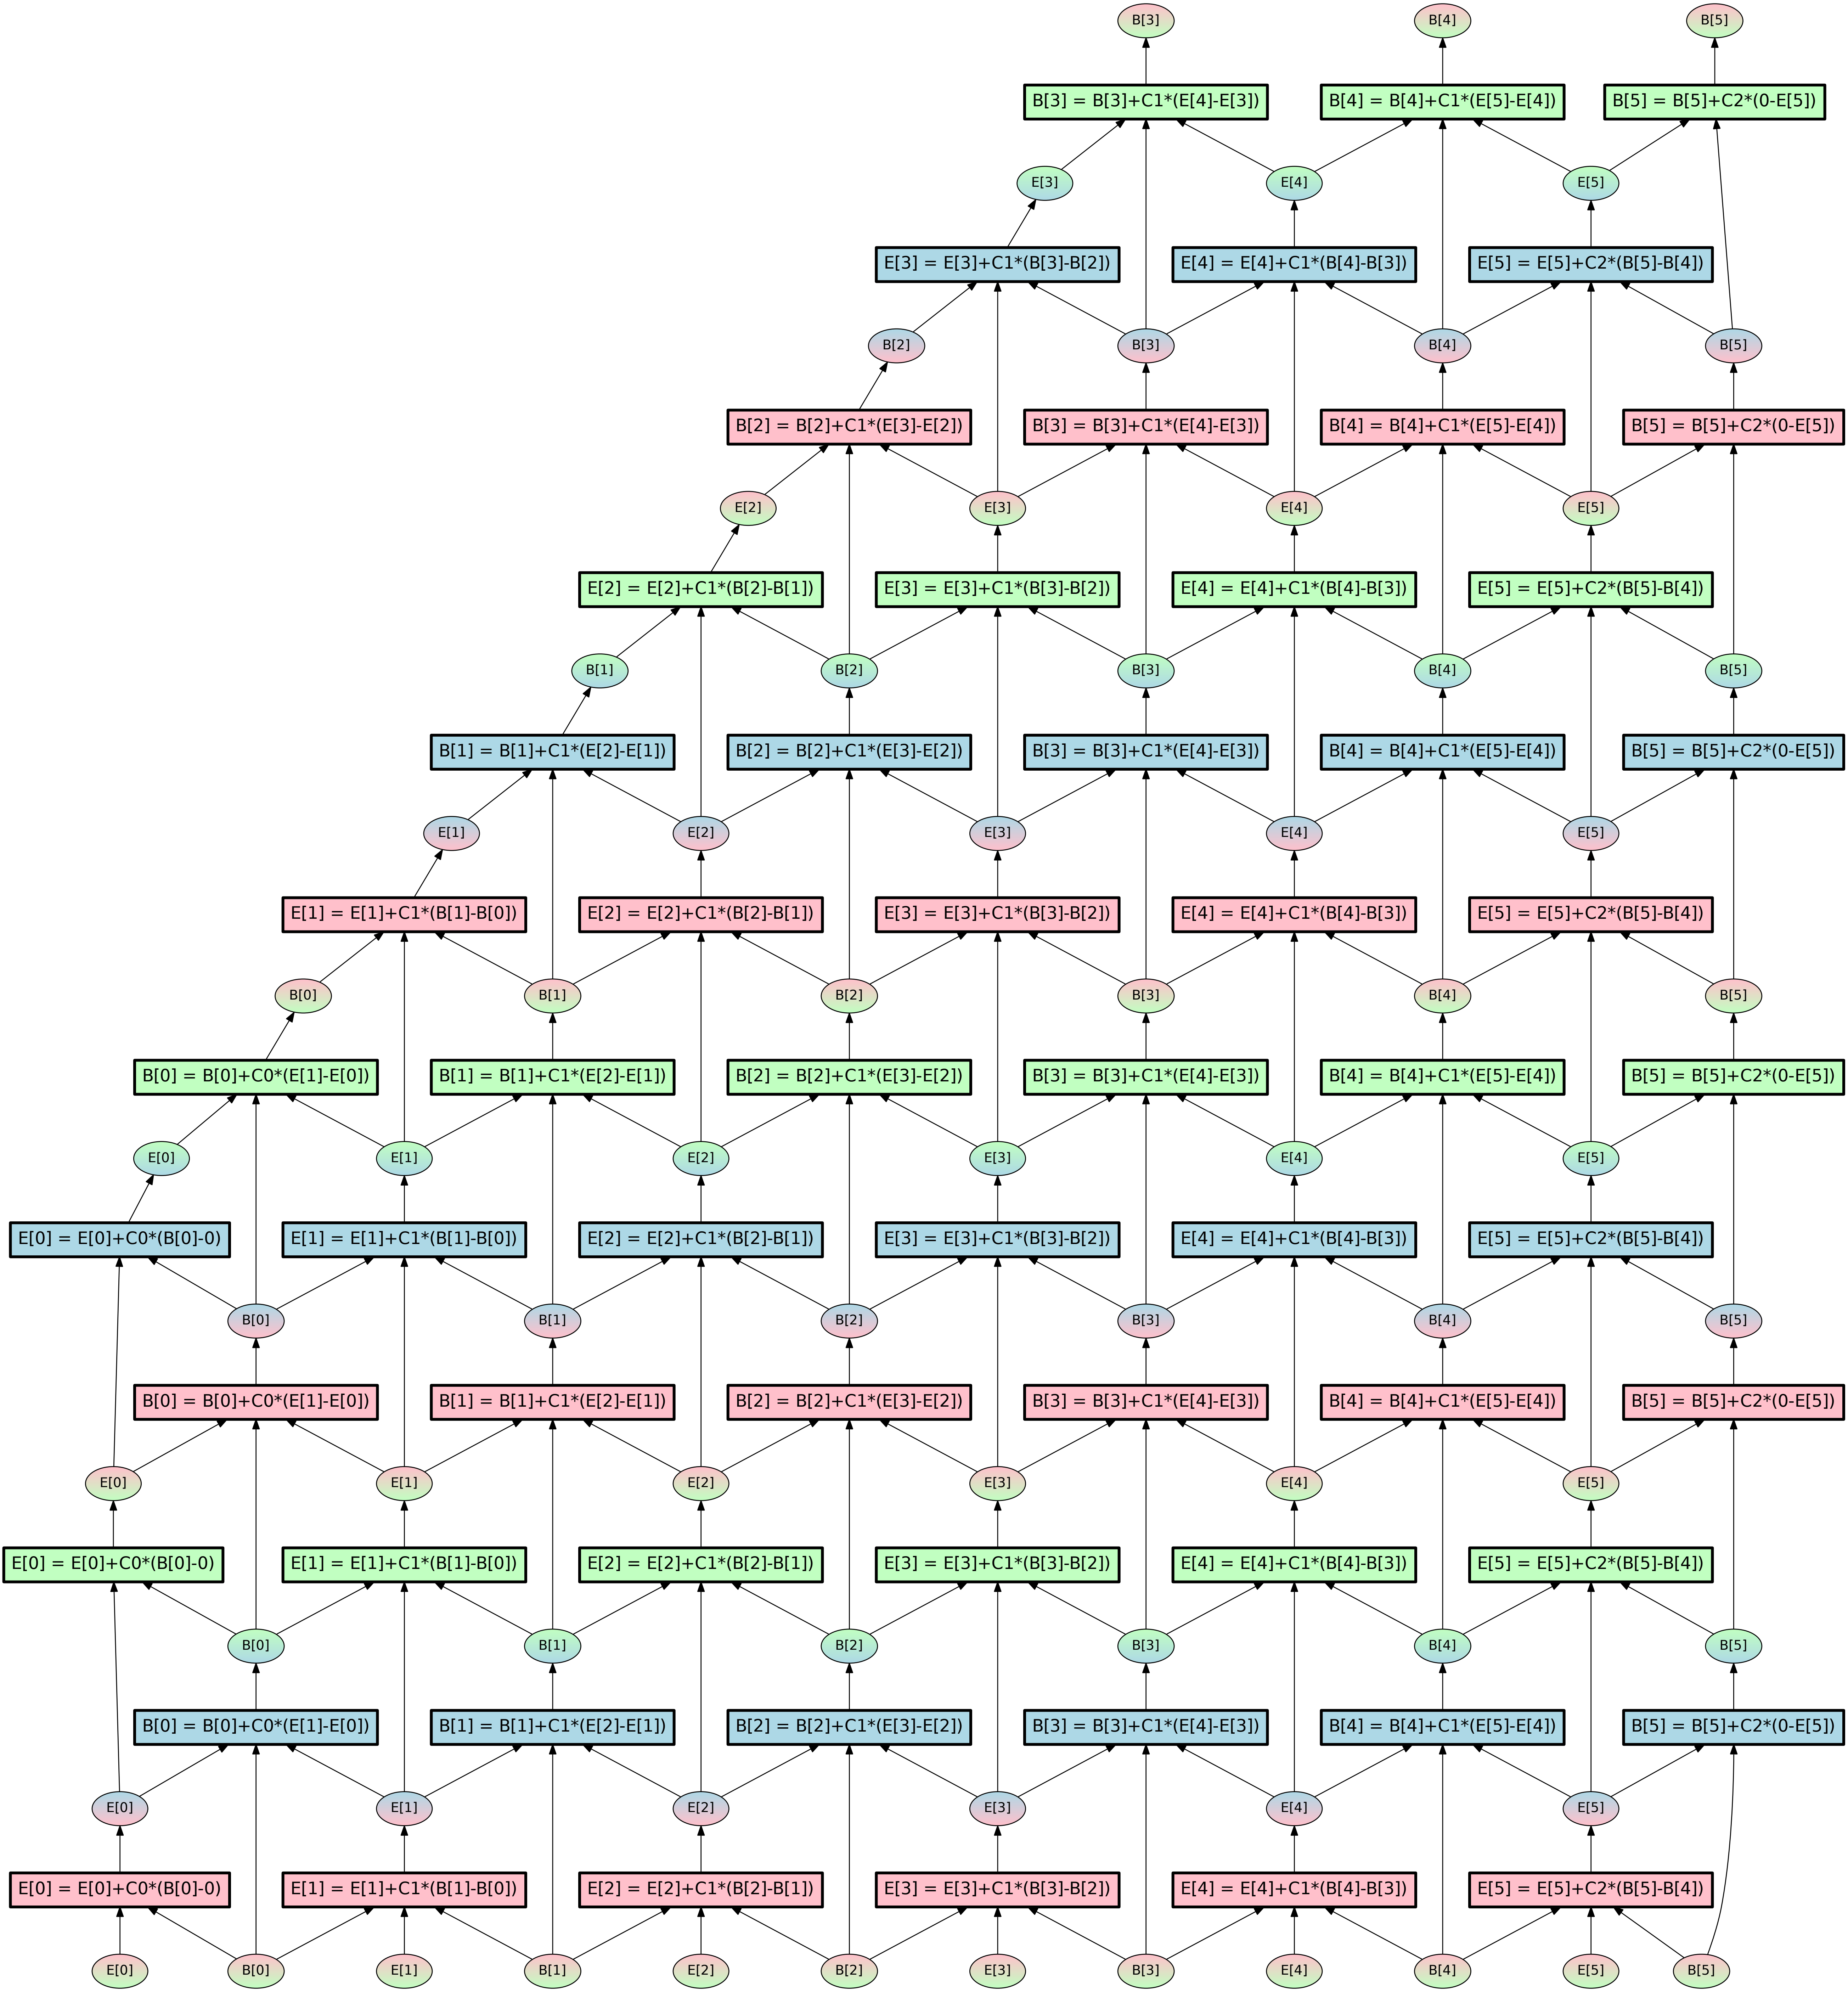 B[3] B[4] B[5]
B[3] = B[3]+C1*(E[4]-E[3]) B[4] = B[4]+C1*(E[5]-E[4]) B[5] = B[5]+C2*(0-E[5])
E[3] E[4] E[5]
E[3] = E[3]+C1*(B[3]-B[2]) E[4] = E[4]+C1*(B[4]-B[3]) E[5] = E[5]+C2*(B[5]-B[4])
B[2] B[3] B[4] B[5]
B[2] = B[2]+C1*(E[3]-E[2]) B[3] = B[3]+C1*(E[4]-E[3]) B[4] = B[4]+C1*(E[5]-E[4]) B[5] = B[5]+C2*(0-E[5])
E[2] E[3] E[4] E[5]
E[2] = E[2]+C1*(B[2]-B[1]) E[3] = E[3]+C1*(B[3]-B[2]) E[4] = E[4]+C1*(B[4]-B[3]) E[5] = E[5]+C2*(B[5]-B[4])
B[1] B[2] B[3] B[4] B[5]
B[1] = B[1]+C1*(E[2]-E[1]) B[2] = B[2]+C1*(E[3]-E[2]) B[3] = B[3]+C1*(E[4]-E[3]) B[4] = B[4]+C1*(E[5]-E[4]) B[5] = B[5]+C2*(0-E[5])
E[1] E[2] E[3] E[4] E[5]
E[1] = E[1]+C1*(B[1]-B[0]) E[2] = E[2]+C1*(B[2]-B[1]) E[3] = E[3]+C1*(B[3]-B[2]) E[4] = E[4]+C1*(B[4]-B[3]) E[5] = E[5]+C2*(B[5]-B[4])
B[0] B[1] B[2] B[3] B[4] B[5]
B[0] = B[0]+C0*(E[1]-E[0]) B[1] = B[1]+C1*(E[2]-E[1]) B[2] = B[2]+C1*(E[3]-E[2]) B[3] = B[3]+C1*(E[4]-E[3]) B[4] = B[4]+C1*(E[5]-E[4]) B[5] = B[5]+C2*(0-E[5])
E[0] E[1] E[2] E[3] E[4] E[5]
E[0] = E[0]+C0*(B[0]-0) E[1] = E[1]+C1*(B[1]-B[0]) E[2] = E[2]+C1*(B[2]-B[1]) E[3] = E[3]+C1*(B[3]-B[2]) E[4] = E[4]+C1*(B[4]-B[3]) E[5] = E[5]+C2*(B[5]-B[4])
B[0] B[1] B[2] B[3] B[4] B[5]
B[0] = B[0]+C0*(E[1]-E[0]) B[1] = B[1]+C1*(E[2]-E[1]) B[2] = B[2]+C1*(E[3]-E[2]) B[3] = B[3]+C1*(E[4]-E[3]) B[4] = B[4]+C1*(E[5]-E[4]) B[5] = B[5]+C2*(0-E[5])
E[0] E[1] E[2] E[3] E[4] E[5]
E[0] = E[0]+C0*(B[0]-0) E[1] = E[1]+C1*(B[1]-B[0]) E[2] = E[2]+C1*(B[2]-B[1]) E[3] = E[3]+C1*(B[3]-B[2]) E[4] = E[4]+C1*(B[4]-B[3]) E[5] = E[5]+C2*(B[5]-B[4])
B[0] B[1] B[2] B[3] B[4] B[5]
B[0] = B[0]+C0*(E[1]-E[0]) B[1] = B[1]+C1*(E[2]-E[1]) B[2] = B[2]+C1*(E[3]-E[2]) B[3] = B[3]+C1*(E[4]-E[3]) B[4] = B[4]+C1*(E[5]-E[4]) B[5] = B[5]+C2*(0-E[5])
E[0] E[1] E[2] E[3] E[4] E[5]
E[0] = E[0]+C0*(B[0]-0) E[1] = E[1]+C1*(B[1]-B[0]) E[2] = E[2]+C1*(B[2]-B[1]) E[3] = E[3]+C1*(B[3]-B[2]) E[4] = E[4]+C1*(B[4]-B[3]) E[5] = E[5]+C2*(B[5]-B[4])
E[0] B[0] E[1] B[1] E[2] B[2] E[3] B[3] E[4] B[4] E[5] B[5]